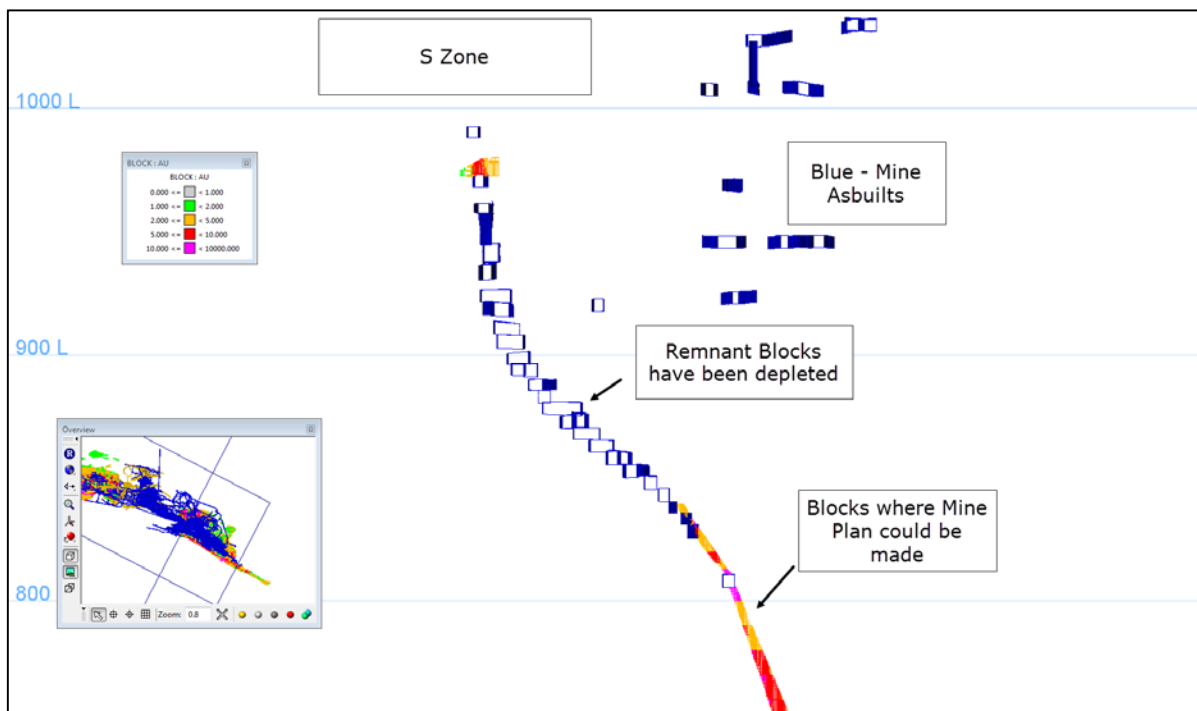 S Zone
1000 L
BLOCK : AU
BLOCK : AU
0.000 <= < 1.000
1.000 <= < 2.000
2.000 <= < 5.000
5.000 <= < 10.000
10.000 <= < 10000.000
Blue - Mine
Asbuilts
900 L
Remnant Blocks
have been depleted
Overview
Zoom: 0.8
Blocks where Mine
Plan could be
made
800